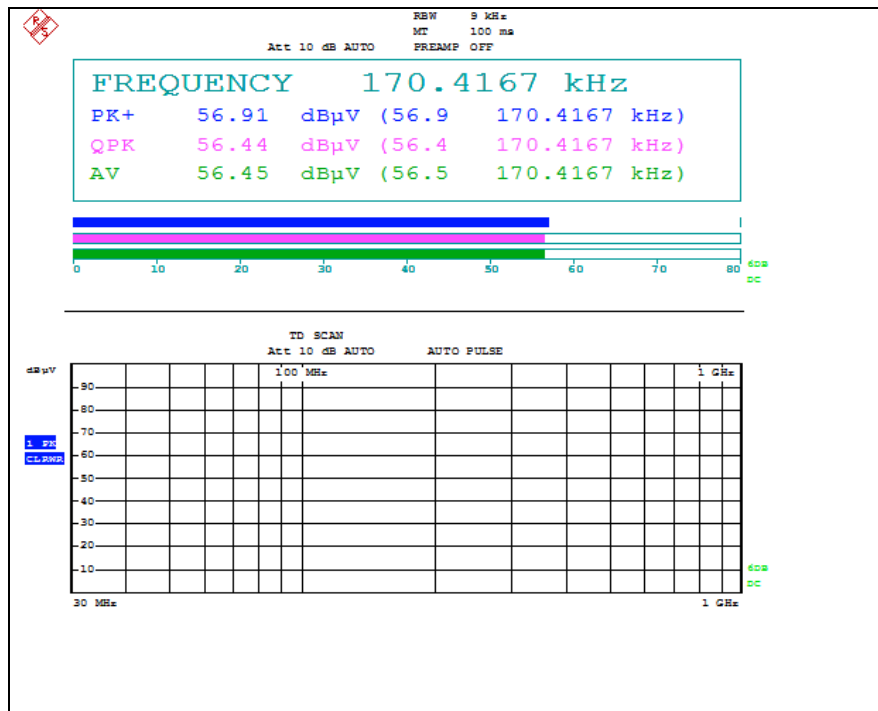 RBW 9 kHz
MT 100 ms
Att 10 dB AUTO PREAMP OFF
FREQUENCY 170.4167 kHz
PK+ 56.91 dBµV (56.9 170.4167 kHz)
QPK 56.44 dBµV (56.4 170.4167 kHz)
AV 56.45 dBµV (56.5 170.4167 kHz)
0 10 20 30 40 50 60 70 80
6DB
DC
TD SCAN
Att 10 dB AUTO AUTO PULSE
dBµV
100 MHz 1 GHz
90
80
70
1 PK
CLRWR
60
50
40
30
20
10
6DB
DC
30 MHz 1 GHz